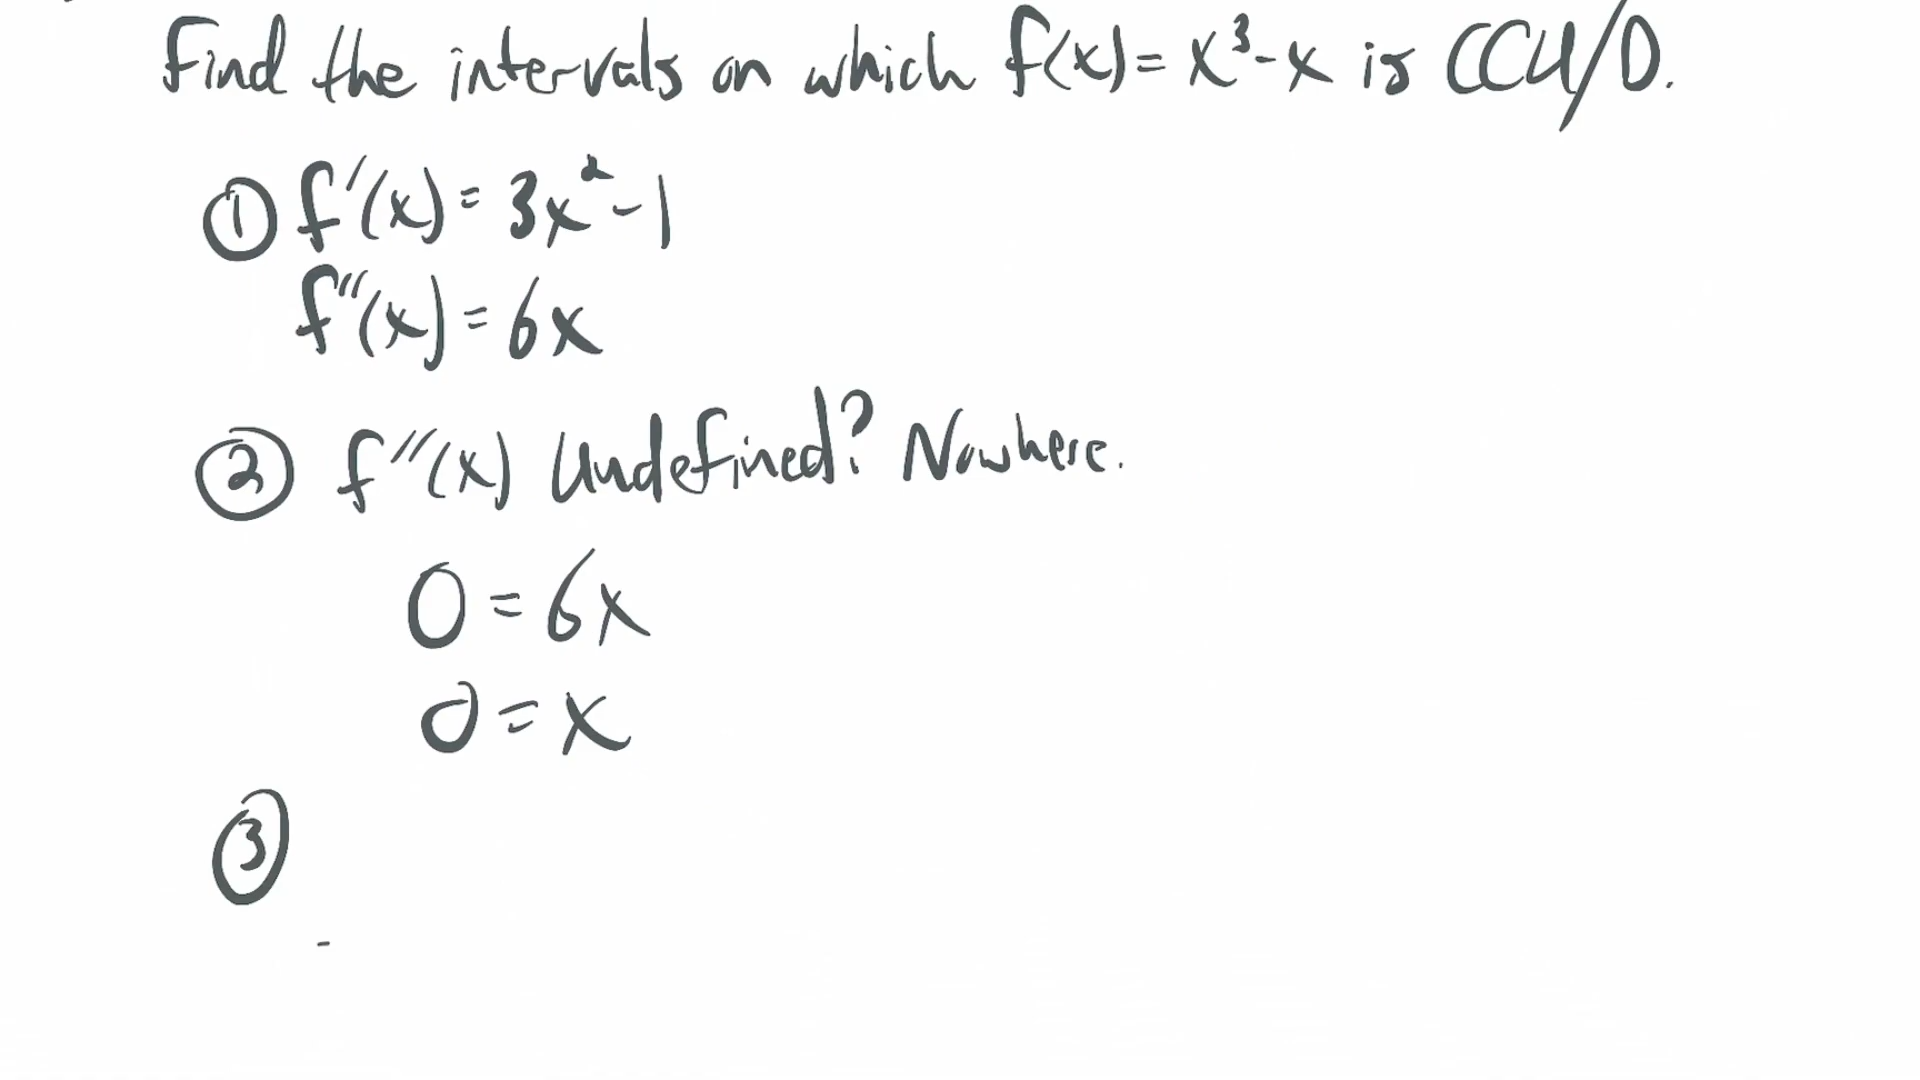 Find the intervals on which f(x)= x³-x is CCU/D.
① f'(x)= 3x²-1
f''(x)= 6x
② f''(x) Undefined? Nowhere.
0=6x
0=x
③
-